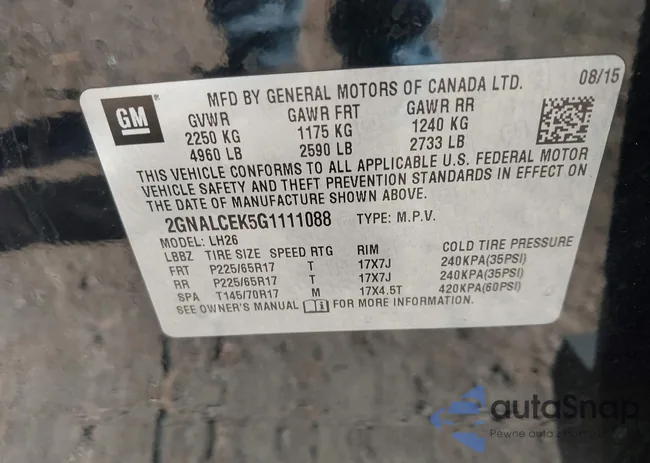 MFD BY GENERAL MOTORS OF CANADA LTD. 08/15
GM
GVWR GAWR FRT GAWR RR
2250 KG 1175 KG 1240 KG
4960 LB 2590 LB 2733 LB
THIS VEHICLE CONFORMS TO ALL APPLICABLE U.S. FEDERAL MOTOR
VEHICLE SAFETY AND THEFT PREVENTION STANDARDS IN EFFECT ON
THE DATE OF MANUFACTURE SHOWN ABOVE.
2GNALCEK5G1111088 TYPE: M.P.V.
MODEL: LH26
LBBZ TIRE SIZE SPEED RTG RIM COLD TIRE PRESSURE
FRT P225/65R17 T 17X7J 240KPA(35PSI)
RR P225/65R17 T 17X7J 240KPA(35PSI)
SPA T145/70R17 M 17X4.5T 420KPA(60PSI)
SEE OWNER'S MANUAL FOR MORE INFORMATION.
autoSnap
Pewne auta z